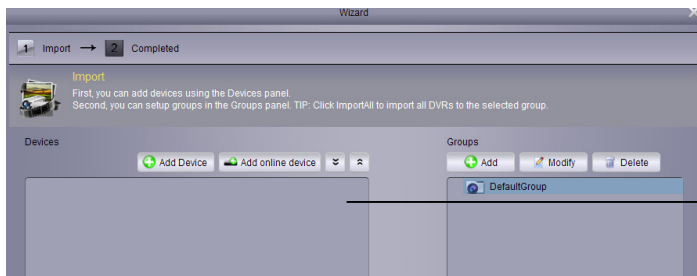 Wizard
1 Import → 2 Completed
Import
First, you can add devices using the Devices panel.
Second, you can setup groups in the Groups panel. TIP: Click ImportAll to import all DVRs to the selected group.
Devices
Add Device Add online device
Groups
Add Modify Delete
DefaultGroup